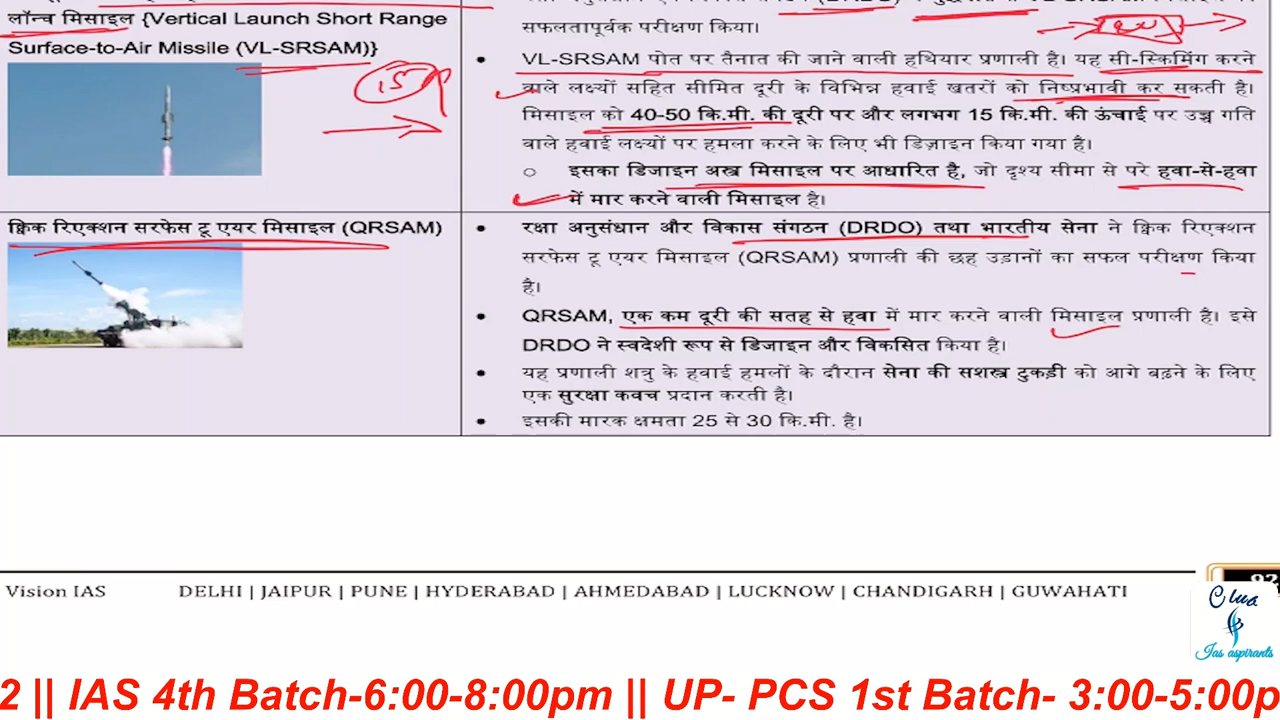 लॉन्च मिसाइल {Vertical Launch Short Range
Surface-to-Air Missile (VL-SRSAM)}
15
सफलतापूर्वक परीक्षण किया।
• VL-SRSAM पोत पर तैनात की जाने वाली हथियार प्रणाली है। यह सी-स्किमिंग करने
वाले लक्ष्यों सहित सीमित दूरी के विभिन्न हवाई खतरों को निष्प्रभावी कर सकती है।
मिसाइल को 40-50 कि.मी. की दूरी पर और लगभग 15 कि.मी. की ऊंचाई पर उच्च गति
वाले हवाई लक्ष्यों पर हमला करने के लिए भी डिज़ाइन किया गया है।
○ इसका डिजाइन अस्त्र मिसाइल पर आधारित है, जो दृश्य सीमा से परे हवा-से-हवा
में मार करने वाली मिसाइल है।
क्विक रिएक्शन सरफेस टू एयर मिसाइल (QRSAM)
• रक्षा अनुसंधान और विकास संगठन (DRDO) तथा भारतीय सेना ने क्विक रिएक्शन
सरफेस टू एयर मिसाइल (QRSAM) प्रणाली की छह उड़ानों का सफल परीक्षण किया
है।
• QRSAM, एक कम दूरी की सतह से हवा में मार करने वाली मिसाइल प्रणाली है। इसे
DRDO ने स्वदेशी रूप से डिजाइन और विकसित किया है।
• यह प्रणाली शत्रु के हवाई हमलों के दौरान सेना की सशस्त्र टुकड़ी को आगे बढ़ने के लिए
एक सुरक्षा कवच प्रदान करती है।
• इसकी मारक क्षमता 25 से 30 कि.मी. है।
Vision IAS DELHI | JAIPUR | PUNE | HYDERABAD | AHMEDABAD | LUCKNOW | CHANDIGARH | GUWAHATI
Clue
Ias aspirants
2 || IAS 4th Batch-6:00-8:00pm || UP- PCS 1st Batch- 3:00-5:00p